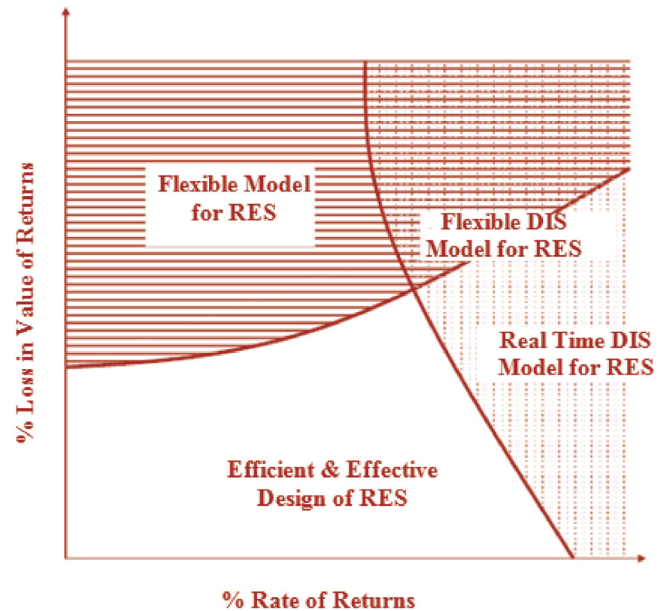 Flexible Model
for RES
Flexible DIS
Model for RES
Real Time DIS
Model for RES
Efficient & Effective
Design of RES
% Loss in Value of Returns
% Rate of Returns